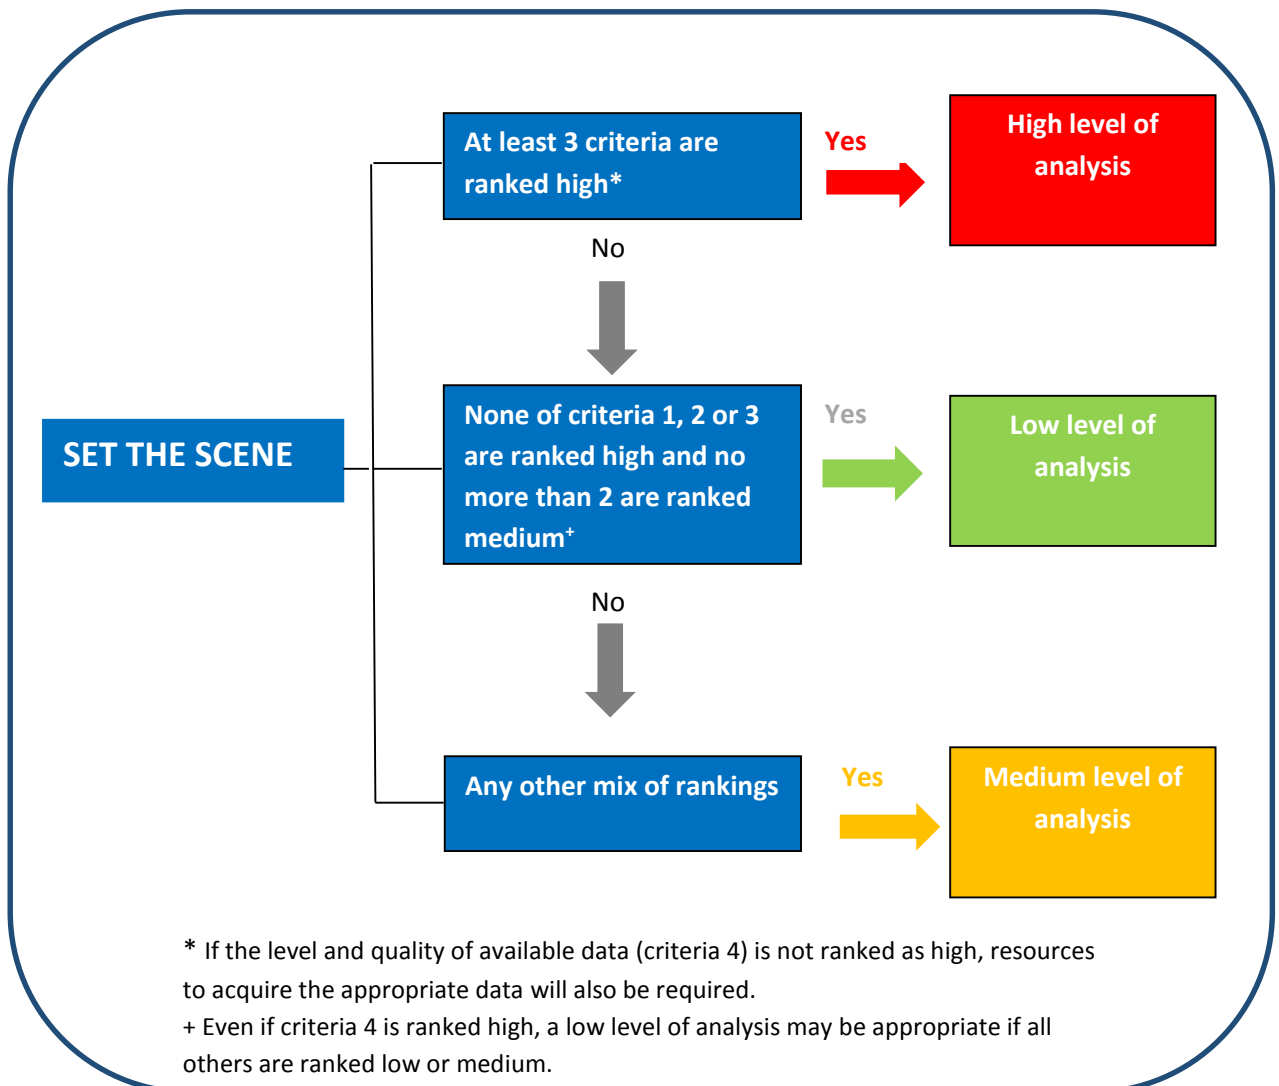 At least 3 criteria are
ranked high*
Yes
High level of
analysis
No
SET THE SCENE
None of criteria 1, 2 or 3
are ranked high and no
more than 2 are ranked
medium⁺
Yes
Low level of
analysis
No
Any other mix of rankings
Yes
Medium level of
analysis
* If the level and quality of available data (criteria 4) is not ranked as high, resources
to acquire the appropriate data will also be required.
+ Even if criteria 4 is ranked high, a low level of analysis may be appropriate if all
others are ranked low or medium.